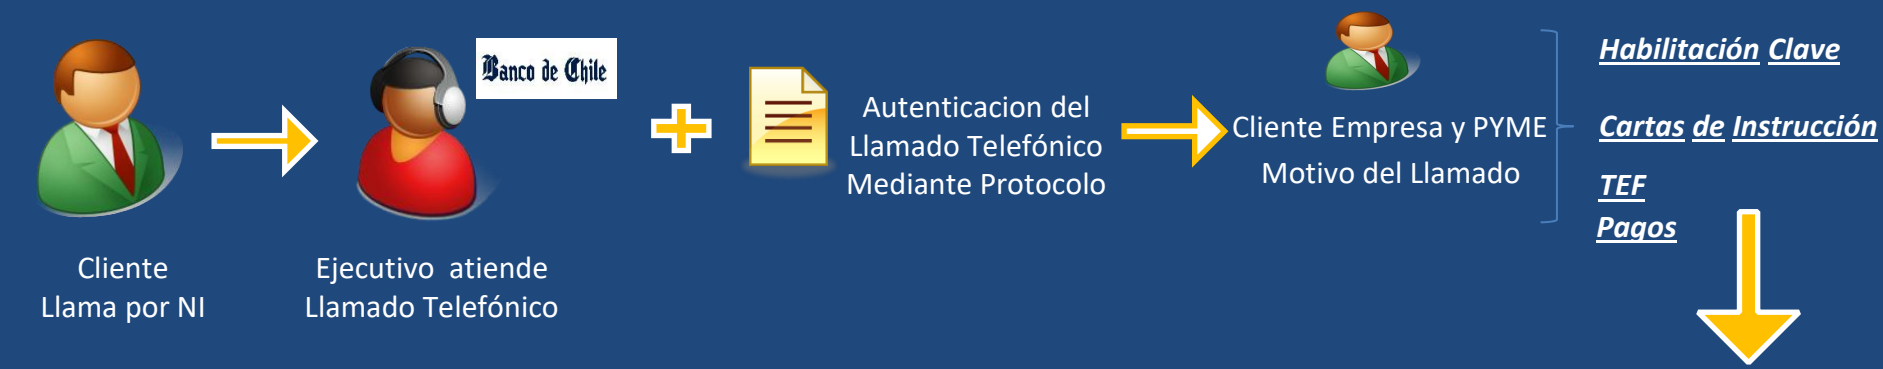 Banco de Chile
Cliente
Llama por NI
Ejecutivo atiende
Llamado Telefónico
Autenticacion del
Llamado Telefónico
Mediante Protocolo
Cliente Empresa y PYME
Motivo del Llamado
Habilitación Clave
Cartas de Instrucción
TEF
Pagos